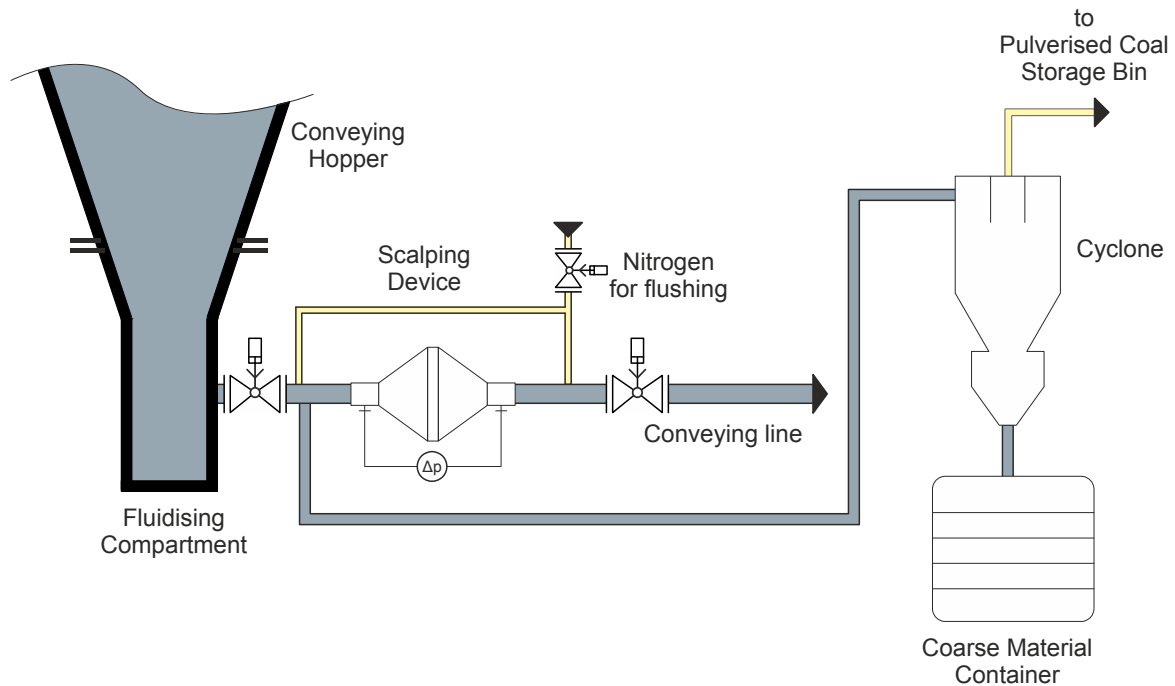 to
Pulverised Coal
Storage Bin
Conveying
Hopper
Scalping
Device
Nitrogen
for flushing
Cyclone
Conveying line
Δp
Fluidising
Compartment
Coarse Material
Container